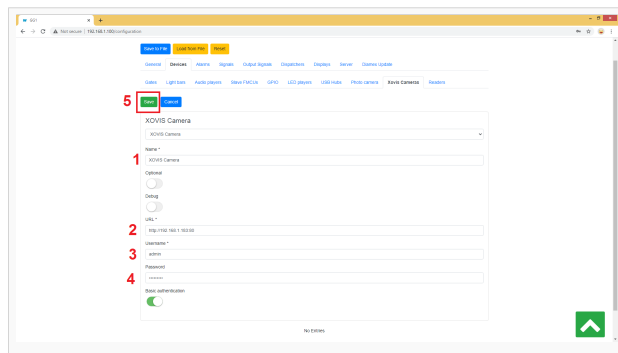 SG1
Not secure | 192.168.1.100/configuration
Save to File Load from File Reset
General Devices Alarms Signals Output Signals Dispatchers Displays Server Dashes Update
Gates Light bars Audio players Slave FMCUs GPIO LED players USB Hubs Photo camera Xovis Cameras Readers
5 Save Cancel
XOVIS Camera
XOVIS Camera
Name *
1 XOVIS Camera
Optional
Debug
URL *
2 http://192.168.1.103:80
Username *
3 admin
Password
4 ********
Basic authentication
No Entries